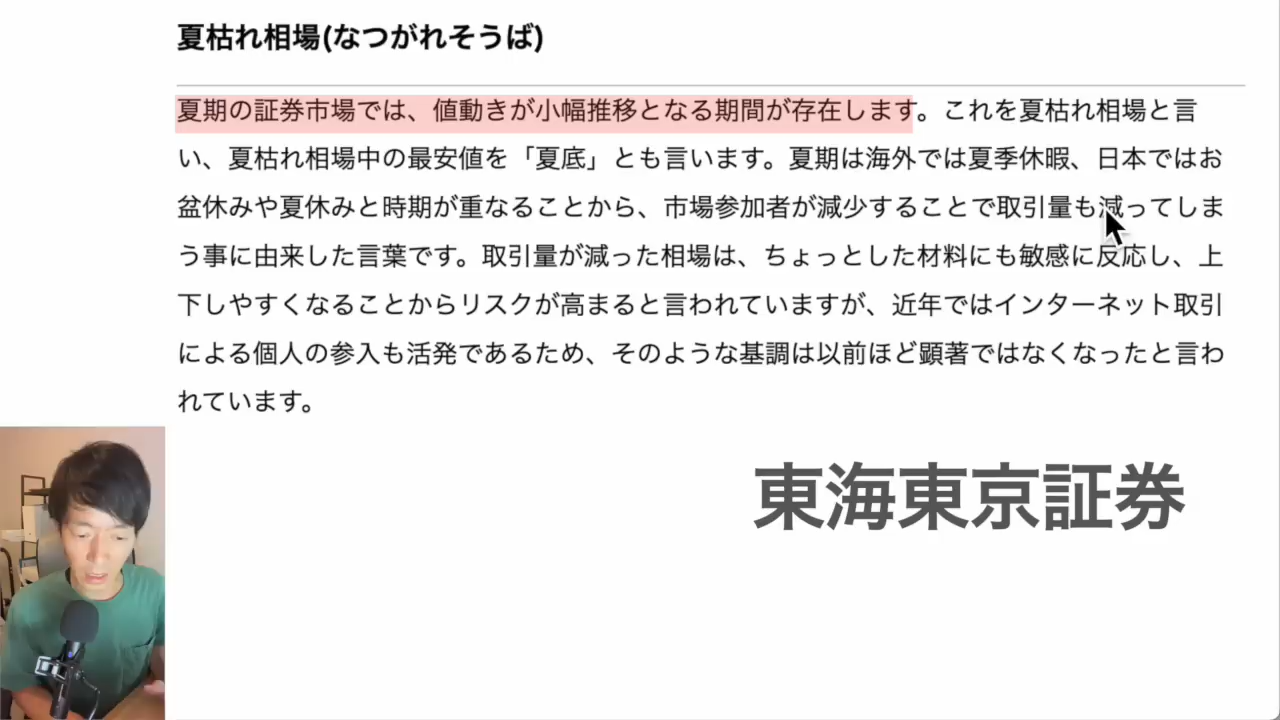 夏枯れ相場(なつがれそうば)
夏期の証券市場では、値動きが小幅推移となる期間が存在します。これを夏枯れ相場と言
い、夏枯れ相場中の最安値を「夏底」とも言います。夏期は海外では夏季休暇、日本ではお
盆休みや夏休みと時期が重なることから、市場参加者が減少することで取引量も減ってしま
う事に由来した言葉です。取引量が減った相場は、ちょっとした材料にも敏感に反応し、上
下しやすくなることからリスクが高まると言われていますが、近年ではインターネット取引
による個人の参入も活発であるため、そのような基調は以前ほど顕著ではなくなったと言わ
れています。
東海東京証券